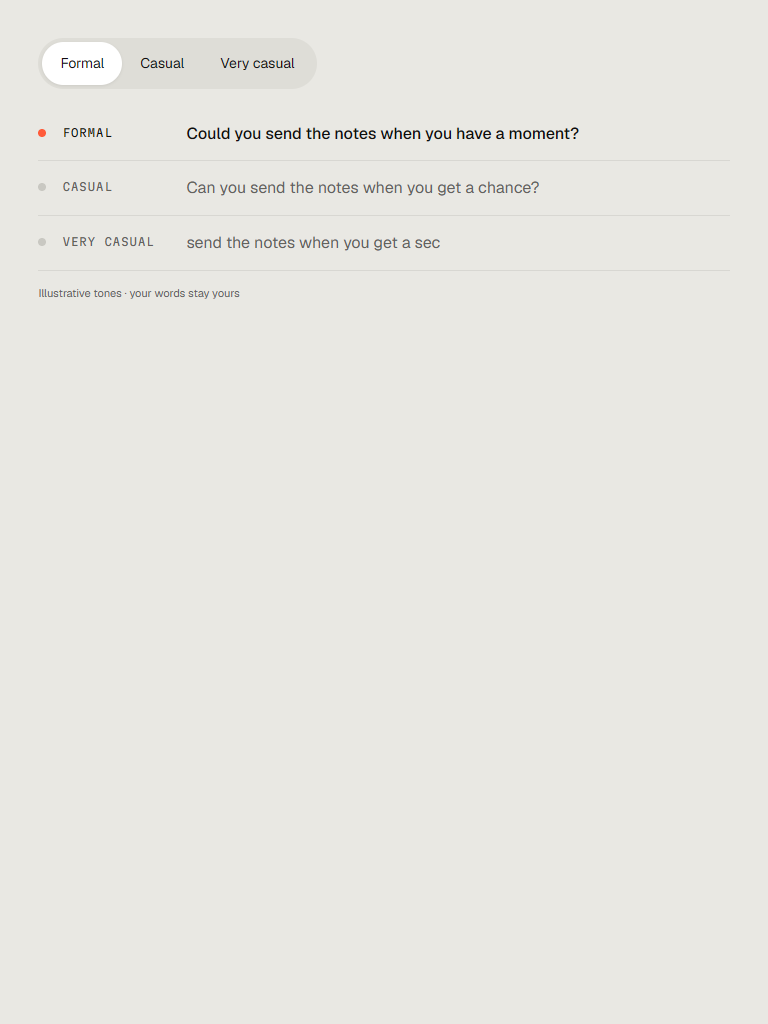 Formal Casual Very casual
FORMAL Could you send the notes when you have a moment?
CASUAL Can you send the notes when you get a chance?
VERY CASUAL send the notes when you get a sec
Illustrative tones · your words stay yours